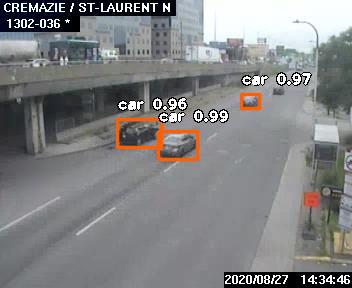 CREMAZIE / ST-LAURENT N
1302-036 *
car 0.97
car 0.96
car 0.99
2020/08/27 14:34:46